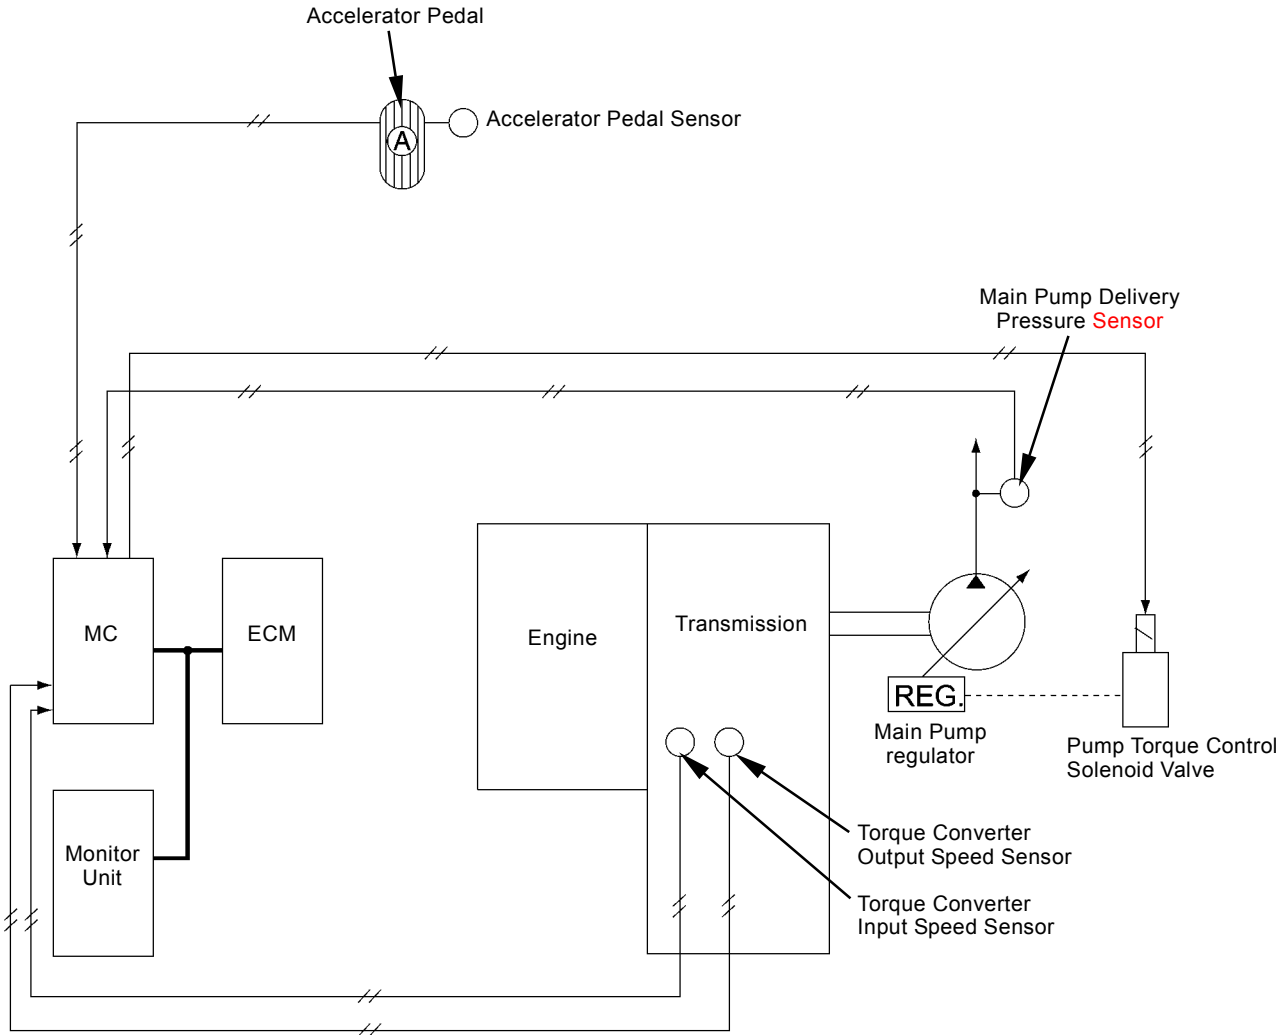 Accelerator Pedal
A
Accelerator Pedal Sensor
Main Pump Delivery
Pressure Sensor
MC
ECM
Engine
Transmission
REG.
Main Pump
regulator
Pump Torque Control
Solenoid Valve
Monitor
Unit
Torque Converter
Output Speed Sensor
Torque Converter
Input Speed Sensor